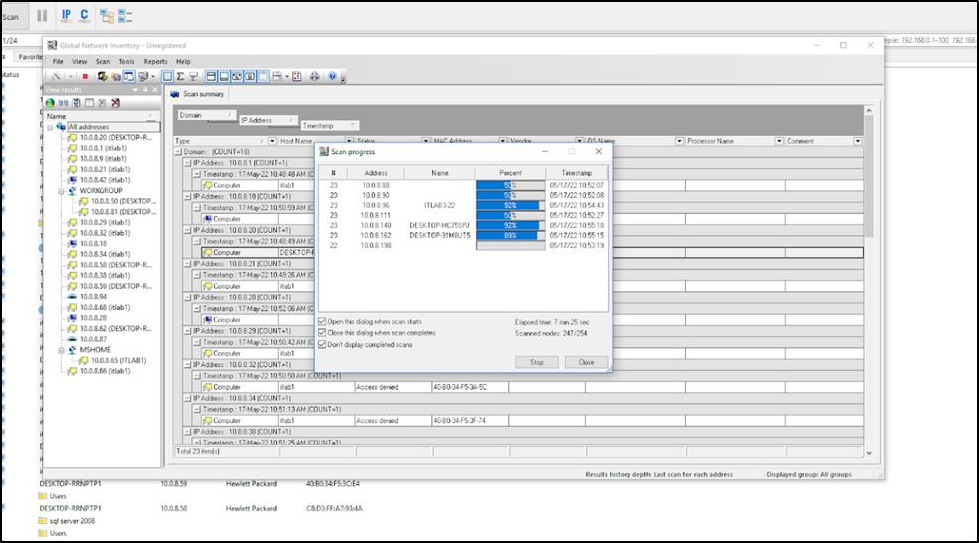 Scan
IP C
1/24
ple: 192.168.0.1-100, 192.168.
Favorite
Status
Global Network Inventory - Unregistered
File View Scan Tools Reports Help
View results
Name
All addresses
10.0.8.20 (DESKTOP-R...
10.0.8.1 (itlab1)
10.0.8.9 (itlab1)
10.0.8.21 (itlab1)
10.0.8.42 (itlab1)
WORKGROUP
10.0.8.50 (DESKTOP...
10.0.8.81 (DESKTOP...
10.0.8.29 (itlab1)
10.0.8.32 (itlab1)
10.0.8.18
10.0.8.34 (itlab1)
10.0.8.58 (DESKTOP-R...
10.0.8.38 (itlab1)
10.0.8.59 (DESKTOP-R...
10.0.8.94
10.0.8.68 (itlab1)
10.0.8.28
10.0.8.62 (DESKTOP-R...
10.0.8.87
MSHOME
10.0.8.65 (ITLAB1)
10.0.8.66 (itlab1)
Scan summary
Domain
IP Address
Timestamp
Type Host Name Status MAC Address Vendor OS Name Processor Name Comment
Domain : (COUNT=18)
IP Address : 10.0.8.1 (COUNT=1)
Timestamp : 17-May-22 10:48:48 AM (COUNT=1)
Computer itlab1
IP Address : 10.0.8.18 (COUNT=1)
Timestamp : 17-May-22 10:50:59 AM
Computer
IP Address : 10.0.8.20 (COUNT=1)
Timestamp : 17-May-22 10:48:49 AM
Computer DESKTOP-R
IP Address : 10.0.8.21 (COUNT=1)
Timestamp : 17-May-22 10:49:26 AM
Computer itlab1
IP Address : 10.0.8.28 (COUNT=1)
Timestamp : 17-May-22 10:52:06 AM
Computer
IP Address : 10.0.8.29 (COUNT=1)
Timestamp : 17-May-22 10:50:42 AM
Computer itlab1
IP Address : 10.0.8.32 (COUNT=1)
Timestamp : 17-May-22 10:50:50 AM (COUNT=1)
Computer itlab1 Access denied 40-B0-34-F5-3A-5C
IP Address : 10.0.8.34 (COUNT=1)
Timestamp : 17-May-22 10:51:13 AM (COUNT=1)
Computer itlab1 Access denied 40-B0-34-F5-3F-74
IP Address : 10.0.8.38 (COUNT=1)
Timestamp : 17-May-22 10:51:25 AM (COUNT=1)
Total 23 item(s)
Results history depth: Last scan for each address Displayed group: All groups
Scan progress
# Address Name Percent Timestamp
23 10.0.8.88 05/17/22 10:52:07
23 10.0.8.90 05/17/22 10:52:08
23 10.0.8.96 ITLAB3-22 92% 05/17/22 10:54:43
23 10.0.8.111 05/17/22 10:52:27
23 10.0.8.140 92% 05/17/22 10:55:18
23 10.0.8.162 89% 05/17/22 10:55:15
22 10.0.8.198 05/17/22 10:53:19
Open this dialog when scan starts
Close this dialog when scan completes
Don't display completed scans
Elapsed time: 7 min 25 sec
Scanned nodes: 247/254
Stop Close
DESKTOP-RRNPTP1 10.0.8.59 Hewlett Packard 40:B0:34:F5:3C:E4
Users
DESKTOP-RRNPTP1 10.0.8.58 Hewlett Packard C8:D3:FF:A7:93:4A
sql server 2008
Users